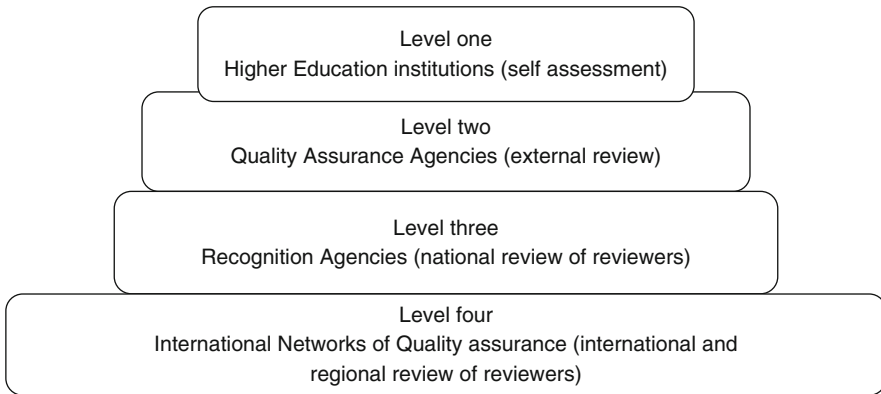 Level one
Higher Education institutions (self assessment)
Level two
Quality Assurance Agencies (external review)
Level three
Recognition Agencies (national review of reviewers)
Level four
International Networks of Quality assurance (international and
regional review of reviewers)